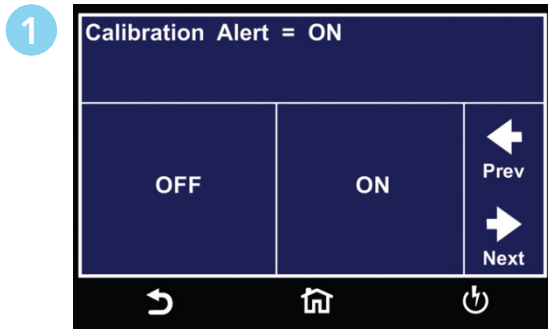 1
Calibration Alert = ON
OFF
ON
Prev
Next